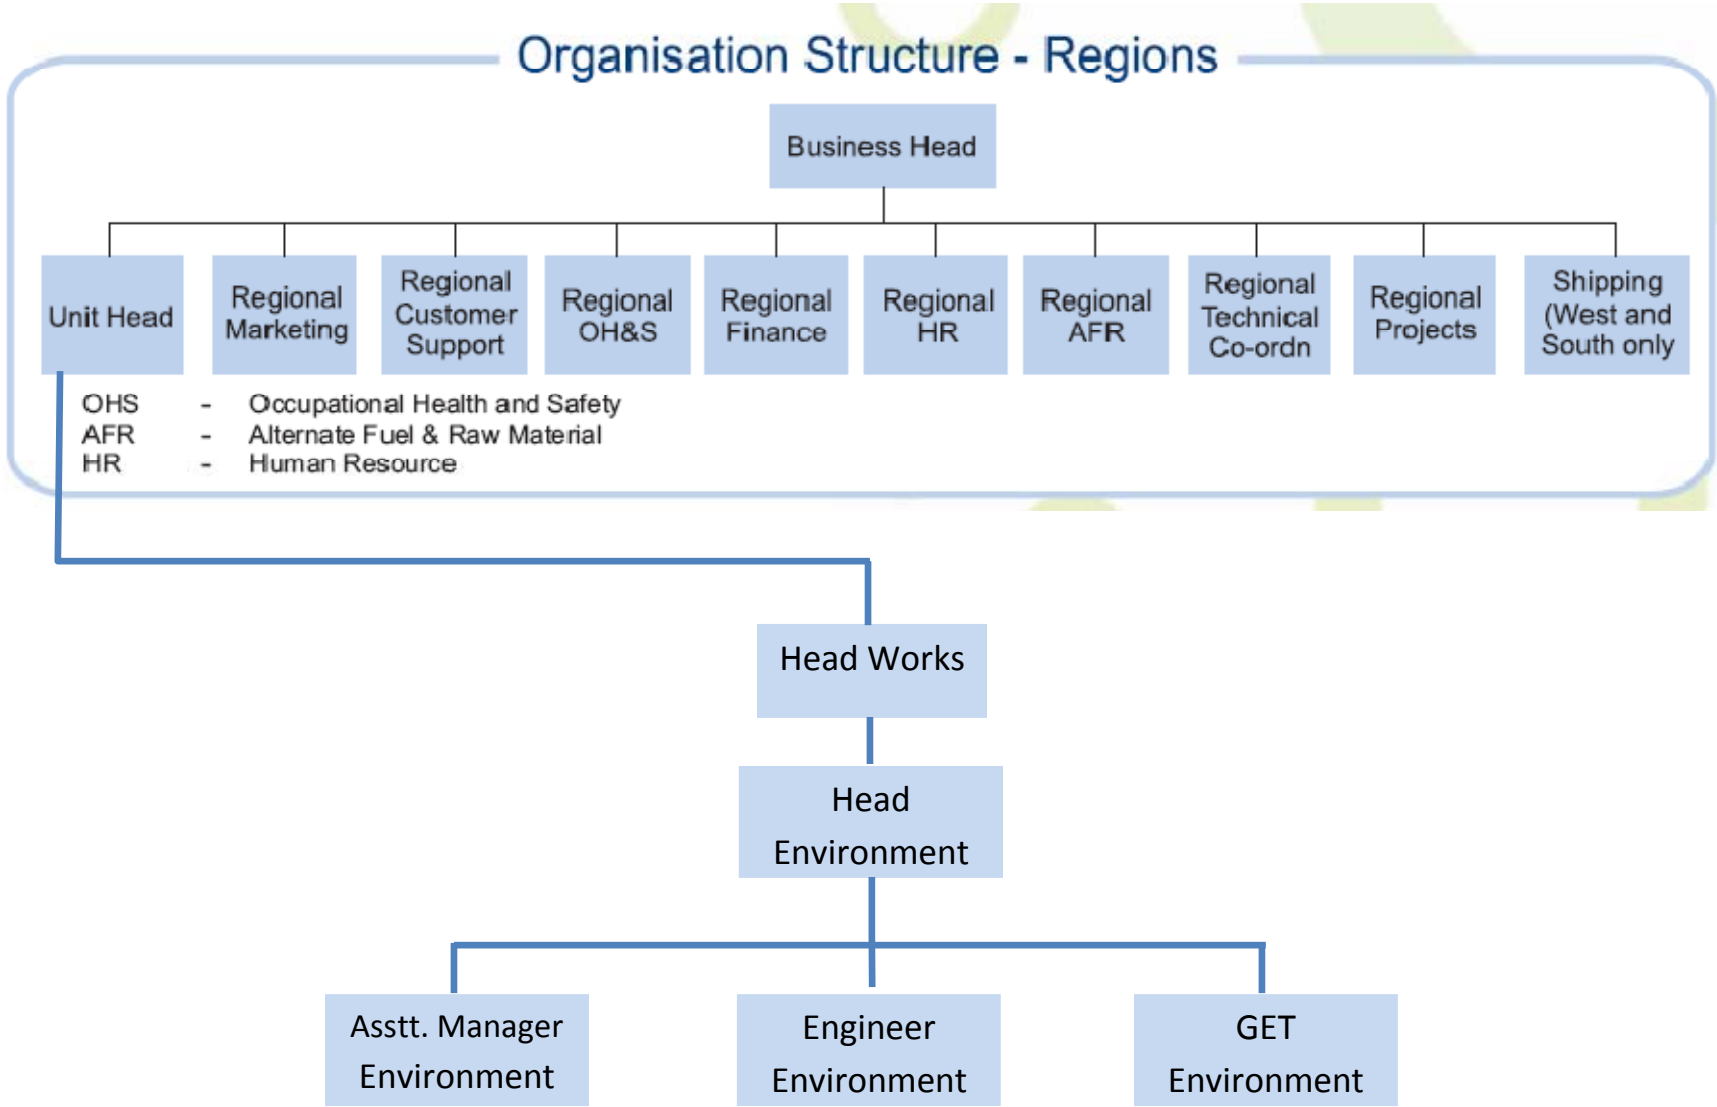 Organisation Structure - Regions
Business Head
Unit Head
Regional
Marketing
Regional
Customer
Support
Regional
OH&S
Regional
Finance
Regional
HR
Regional
AFR
Regional
Technical
Co-ordn
Regional
Projects
Shipping
(West and
South only
OHS - Occupational Health and Safety
AFR - Alternate Fuel & Raw Material
HR - Human Resource
Head Works
Head
Environment
Asstt. Manager
Environment
Engineer
Environment
GET
Environment